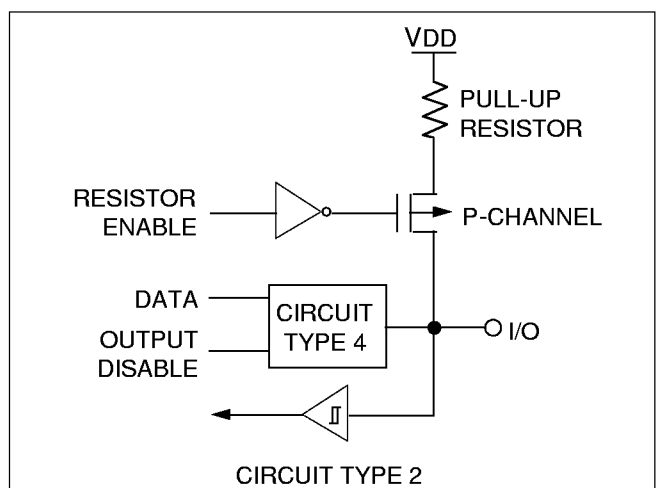 VDD
PULL-UP
RESISTOR
RESISTOR
ENABLE
P-CHANNEL
DATA
OUTPUT
DISABLE
CIRCUIT
TYPE 4
I/O
CIRCUIT TYPE 2